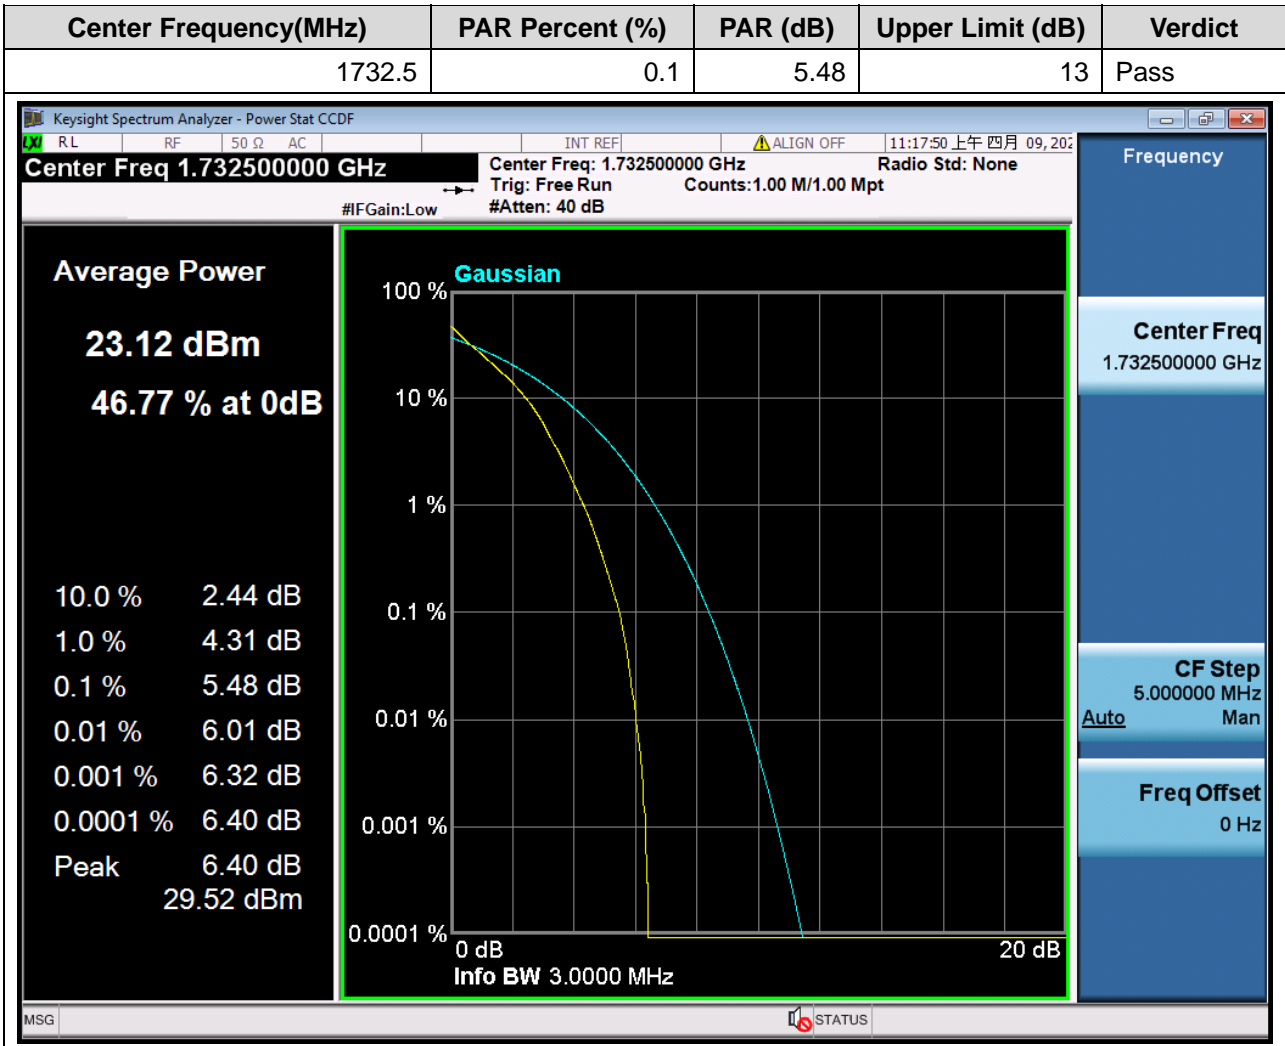 Center Frequency(MHz) PAR Percent (%) PAR (dB) Upper Limit (dB) Verdict
1732.5 0.1 5.48 13 Pass
Keysight Spectrum Analyzer - Power Stat CCDF
LXI RL RF 50 Ω AC INT REF ALIGN OFF 11:17:50 上午 四月 09, 202
Center Freq 1.732500000 GHz
Center Freq: 1.732500000 GHz Radio Std: None
Trig: Free Run Counts:1.00 M/1.00 Mpt
#IFGain:Low #Atten: 40 dB
Average Power
23.12 dBm
46.77 % at 0dB
10.0 % 2.44 dB
1.0 % 4.31 dB
0.1 % 5.48 dB
0.01 % 6.01 dB
0.001 % 6.32 dB
0.0001 % 6.40 dB
Peak 6.40 dB
29.52 dBm
Gaussian
100 %
10 %
1 %
0.1 %
0.01 %
0.001 %
0.0001 %
0 dB 20 dB
Info BW 3.0000 MHz
Frequency
Center Freq
1.732500000 GHz
CF Step
5.000000 MHz
Auto Man
Freq Offset
0 Hz
MSG STATUS